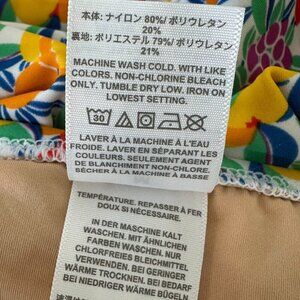 本体: ナイロン 80%/ ポリウレタン
20%
裏地: ポリエステル 79%/ ポリウレタン
21%
MACHINE WASH COLD. WITH LIKE
COLORS. NON-CHLORINE BLEACH
ONLY. TUMBLE DRY LOW. IRON ON
LOWEST SETTING.
30
LAVER À LA MACHINE À L'EAU
FROIDE. LAVER EN SÉPARANT LES
COULEURS. SEULEMENT AGENT
DE BLANCHIMENT NON-CHLORE.
SÉCHER À LA MACHINE À BASSE
TEMPÉRATURE. REPASSER À FER
DOUX SI NÉCESSAIRE.
IN DER MASCHINE KALT
WASCHEN. MIT ÄHNLICHEN
FARBEN WASCHEN. NUR
CHLORFREIES BLEICHMITTEL
VERWENDEN. BEI GERINGER
WÄRME TROCKNEN. BEI BEDARF
BEI NIEDRIGER WÄRME BÜGELN